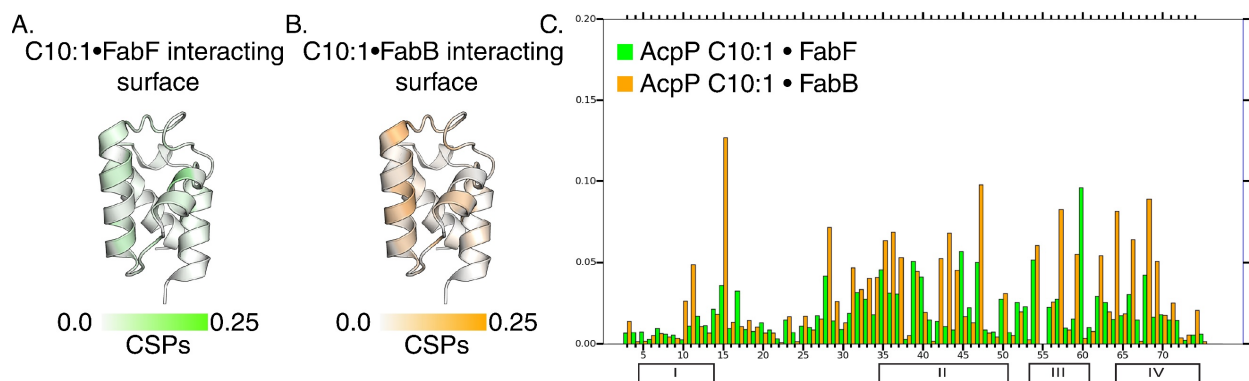 A.
C10:1•FabF interacting
surface
0.0 0.25
CSPs
B.
C10:1•FabB interacting
surface
0.0 0.25
CSPs
C.
AcpP C10:1 • FabF
AcpP C10:1 • FabB
0.20
0.15
0.10
0.05
0.00
5 10 15 20 25 30 35 40 45 50 55 60 65 70
I II III IV